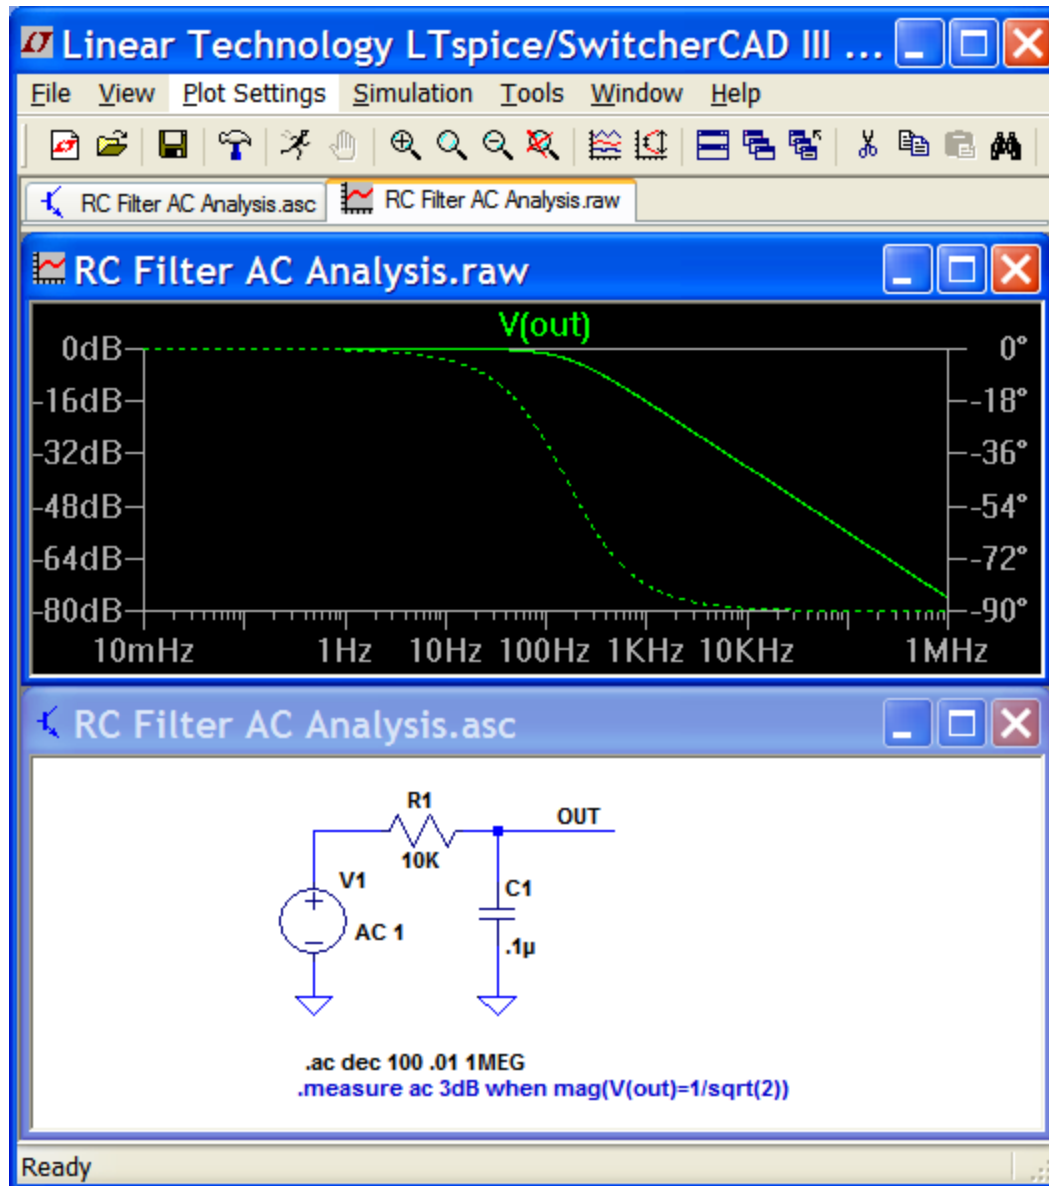 Linear Technology LTspice/SwitcherCAD III ...
File View Plot Settings Simulation Tools Window Help
RC Filter AC Analysis.asc RC Filter AC Analysis.raw
RC Filter AC Analysis.raw
V(out)
0dB 0°
-16dB -18°
-32dB -36°
-48dB -54°
-64dB -72°
-80dB -90°
10mHz 1Hz 10Hz 100Hz 1KHz 10KHz 1MHz
RC Filter AC Analysis.asc
R1
OUT
10K
V1
C1
AC 1
.1µ
.ac dec 100 .01 1MEG
.measure ac 3dB when mag(V(out)=1/sqrt(2))
Ready